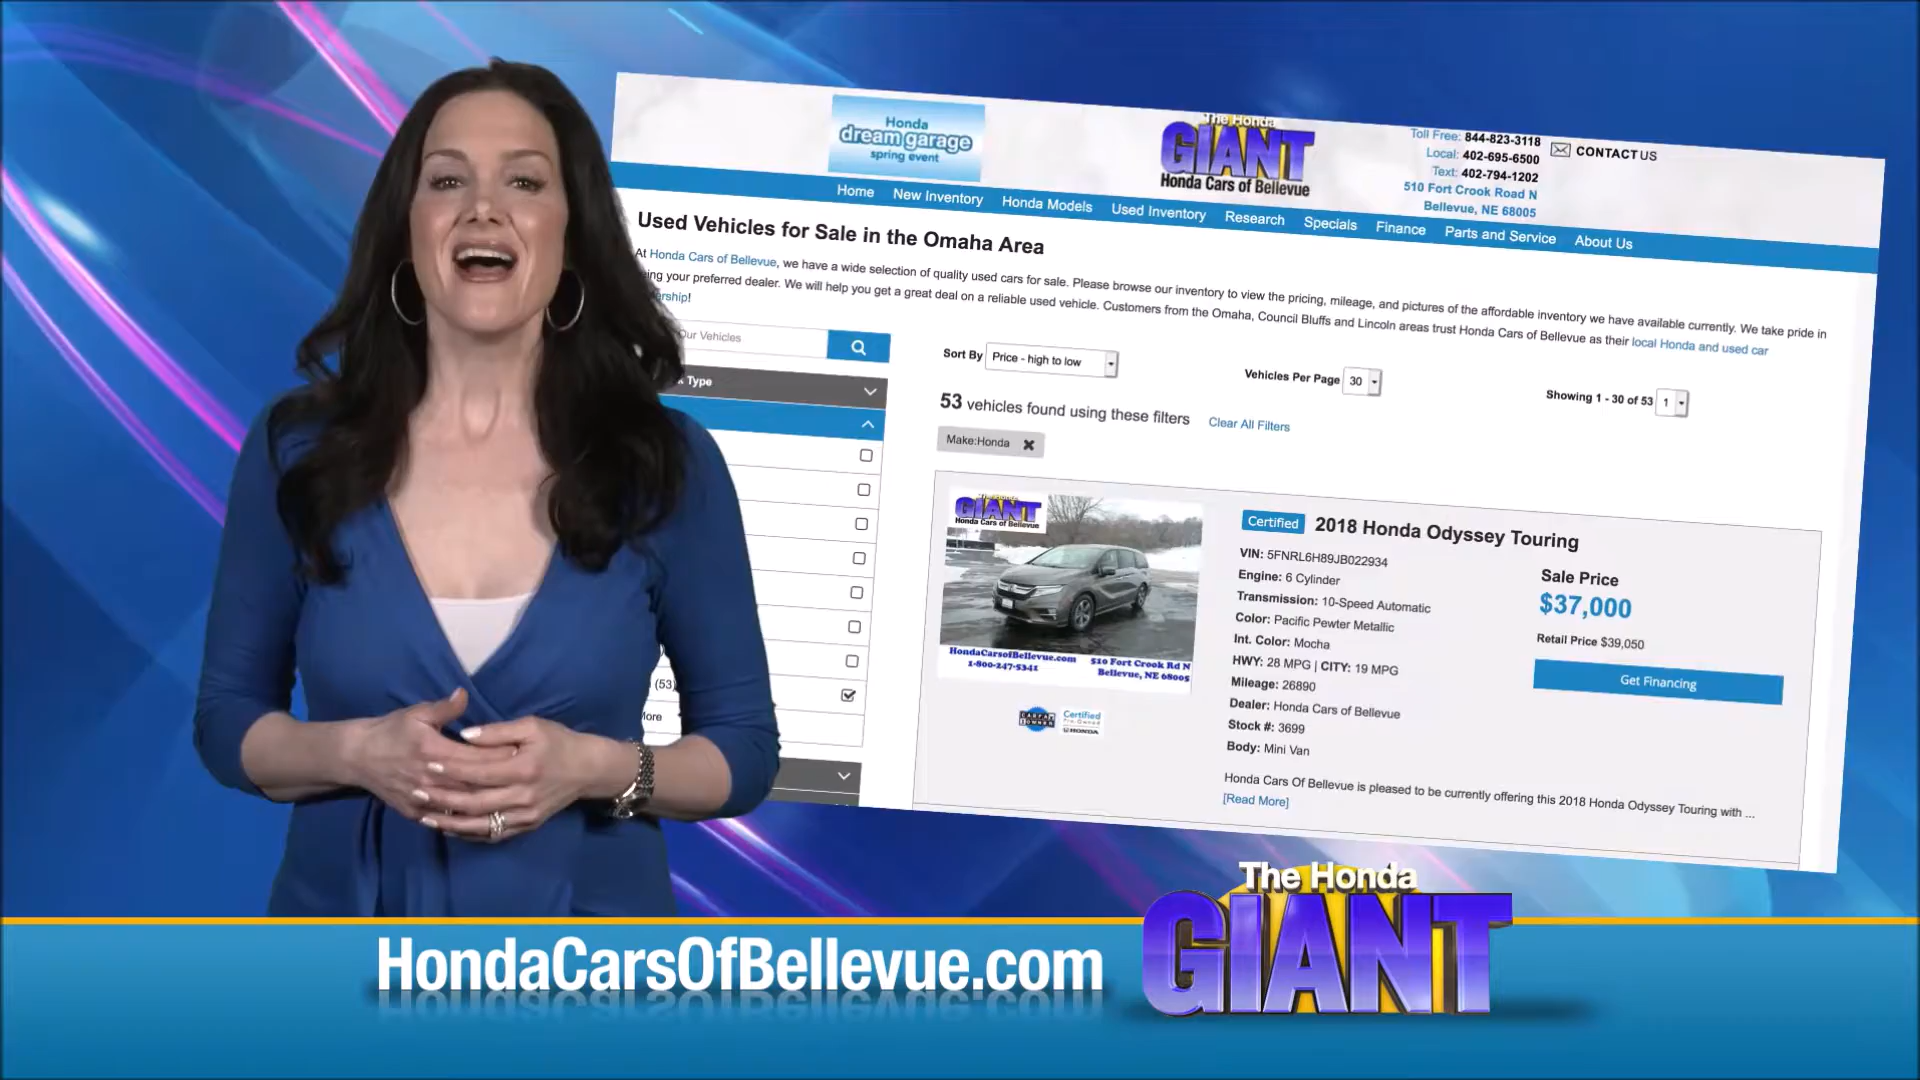 Honda
dream garage
spring event
The Honda
GIANT
Honda Cars of Bellevue
Toll Free: 844-823-3118
Local: 402-695-6500
Text: 402-794-1202
510 Fort Crook Road N
Bellevue, NE 68005
CONTACT US
Home New Inventory Honda Models Used Inventory Research Specials Finance Parts and Service About Us
Used Vehicles for Sale in the Omaha Area
At Honda Cars of Bellevue, we have a wide selection of quality used cars for sale. Please browse our inventory to view the pricing, mileage, and pictures of the affordable inventory we have available currently. We take pride in
your preferred dealer. We will help you get a great deal on a reliable used vehicle. Customers from the Omaha, Council Bluffs and Lincoln areas trust Honda Cars of Bellevue as their local Honda and used car
ership!
Our Vehicles
Sort By Price - high to low
Vehicles Per Page 30
Showing 1 - 30 of 53 1
Type
53 vehicles found using these filters Clear All Filters
Make:Honda
(53)
More
The Honda
GIANT
Honda Cars of Bellevue
HondaCarsofBellevue.com
1-800-247-5341
510 Fort Crook Rd N
Bellevue, NE 68005
CARFAX
1 OWNER
Certified
Pre-Owned
HONDA
Certified 2018 Honda Odyssey Touring
VIN: 5FNRL6H89JB022934
Engine: 6 Cylinder
Transmission: 10-Speed Automatic
Color: Pacific Pewter Metallic
Int. Color: Mocha
HWY: 28 MPG | CITY: 19 MPG
Mileage: 26890
Dealer: Honda Cars of Bellevue
Stock #: 3699
Body: Mini Van
Sale Price
$37,000
Retail Price $39,050
Get Financing
Honda Cars Of Bellevue is pleased to be currently offering this 2018 Honda Odyssey Touring with ...
[Read More]
HondaCarsOfBellevue.com
The Honda
GIANT